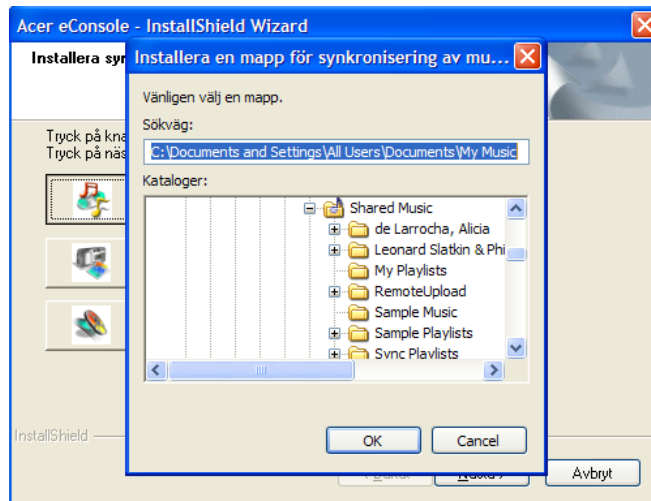 Acer eConsole - InstallShield Wizard
Installera syn
Installera en mapp för synkronisering av mu...
Vänligen välj en mapp.
Sökväg:
C:\Documents and Settings\All Users\Documents\My Music
Kataloger:
Shared Music
de Larrocha, Alicia
Leonard Slatkin & Phi
My Playlists
RemoteUpload
Sample Music
Sample Playlists
Sync Playlists
Tryck på kna
Tryck på näs
OK
Cancel
InstallShield
Avbryt